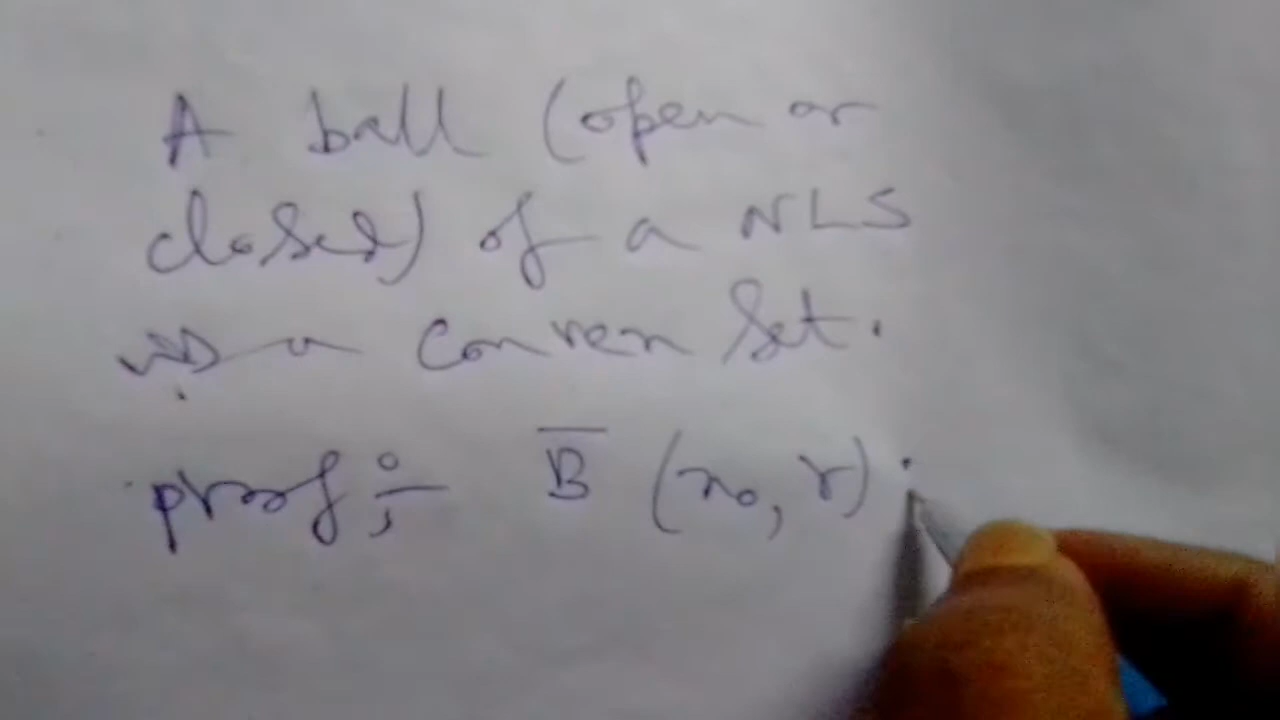 A ball (open or
closed) of a NLS
is a convex set.
proof :- B̅ (x₀, r)